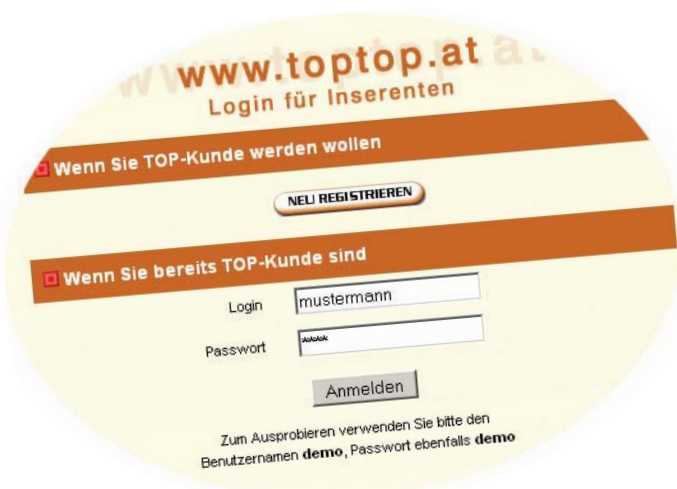 www.toptop.at
Login für Inserenten
Wenn Sie TOP-Kunde werden wollen
NEU REGISTRIEREN
Wenn Sie bereits TOP-Kunde sind
Login mustermann
Passwort ****
Anmelden
Zum Ausprobieren verwenden Sie bitte den
Benutzernamen demo, Passwort ebenfalls demo